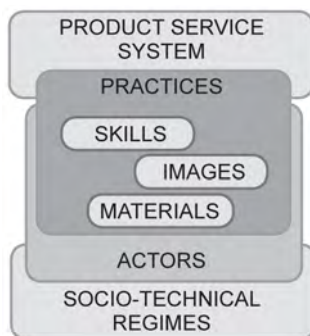 PRODUCT SERVICE
SYSTEM
PRACTICES
SKILLS
IMAGES
MATERIALS
ACTORS
SOCIO-TECHNICAL
REGIMES